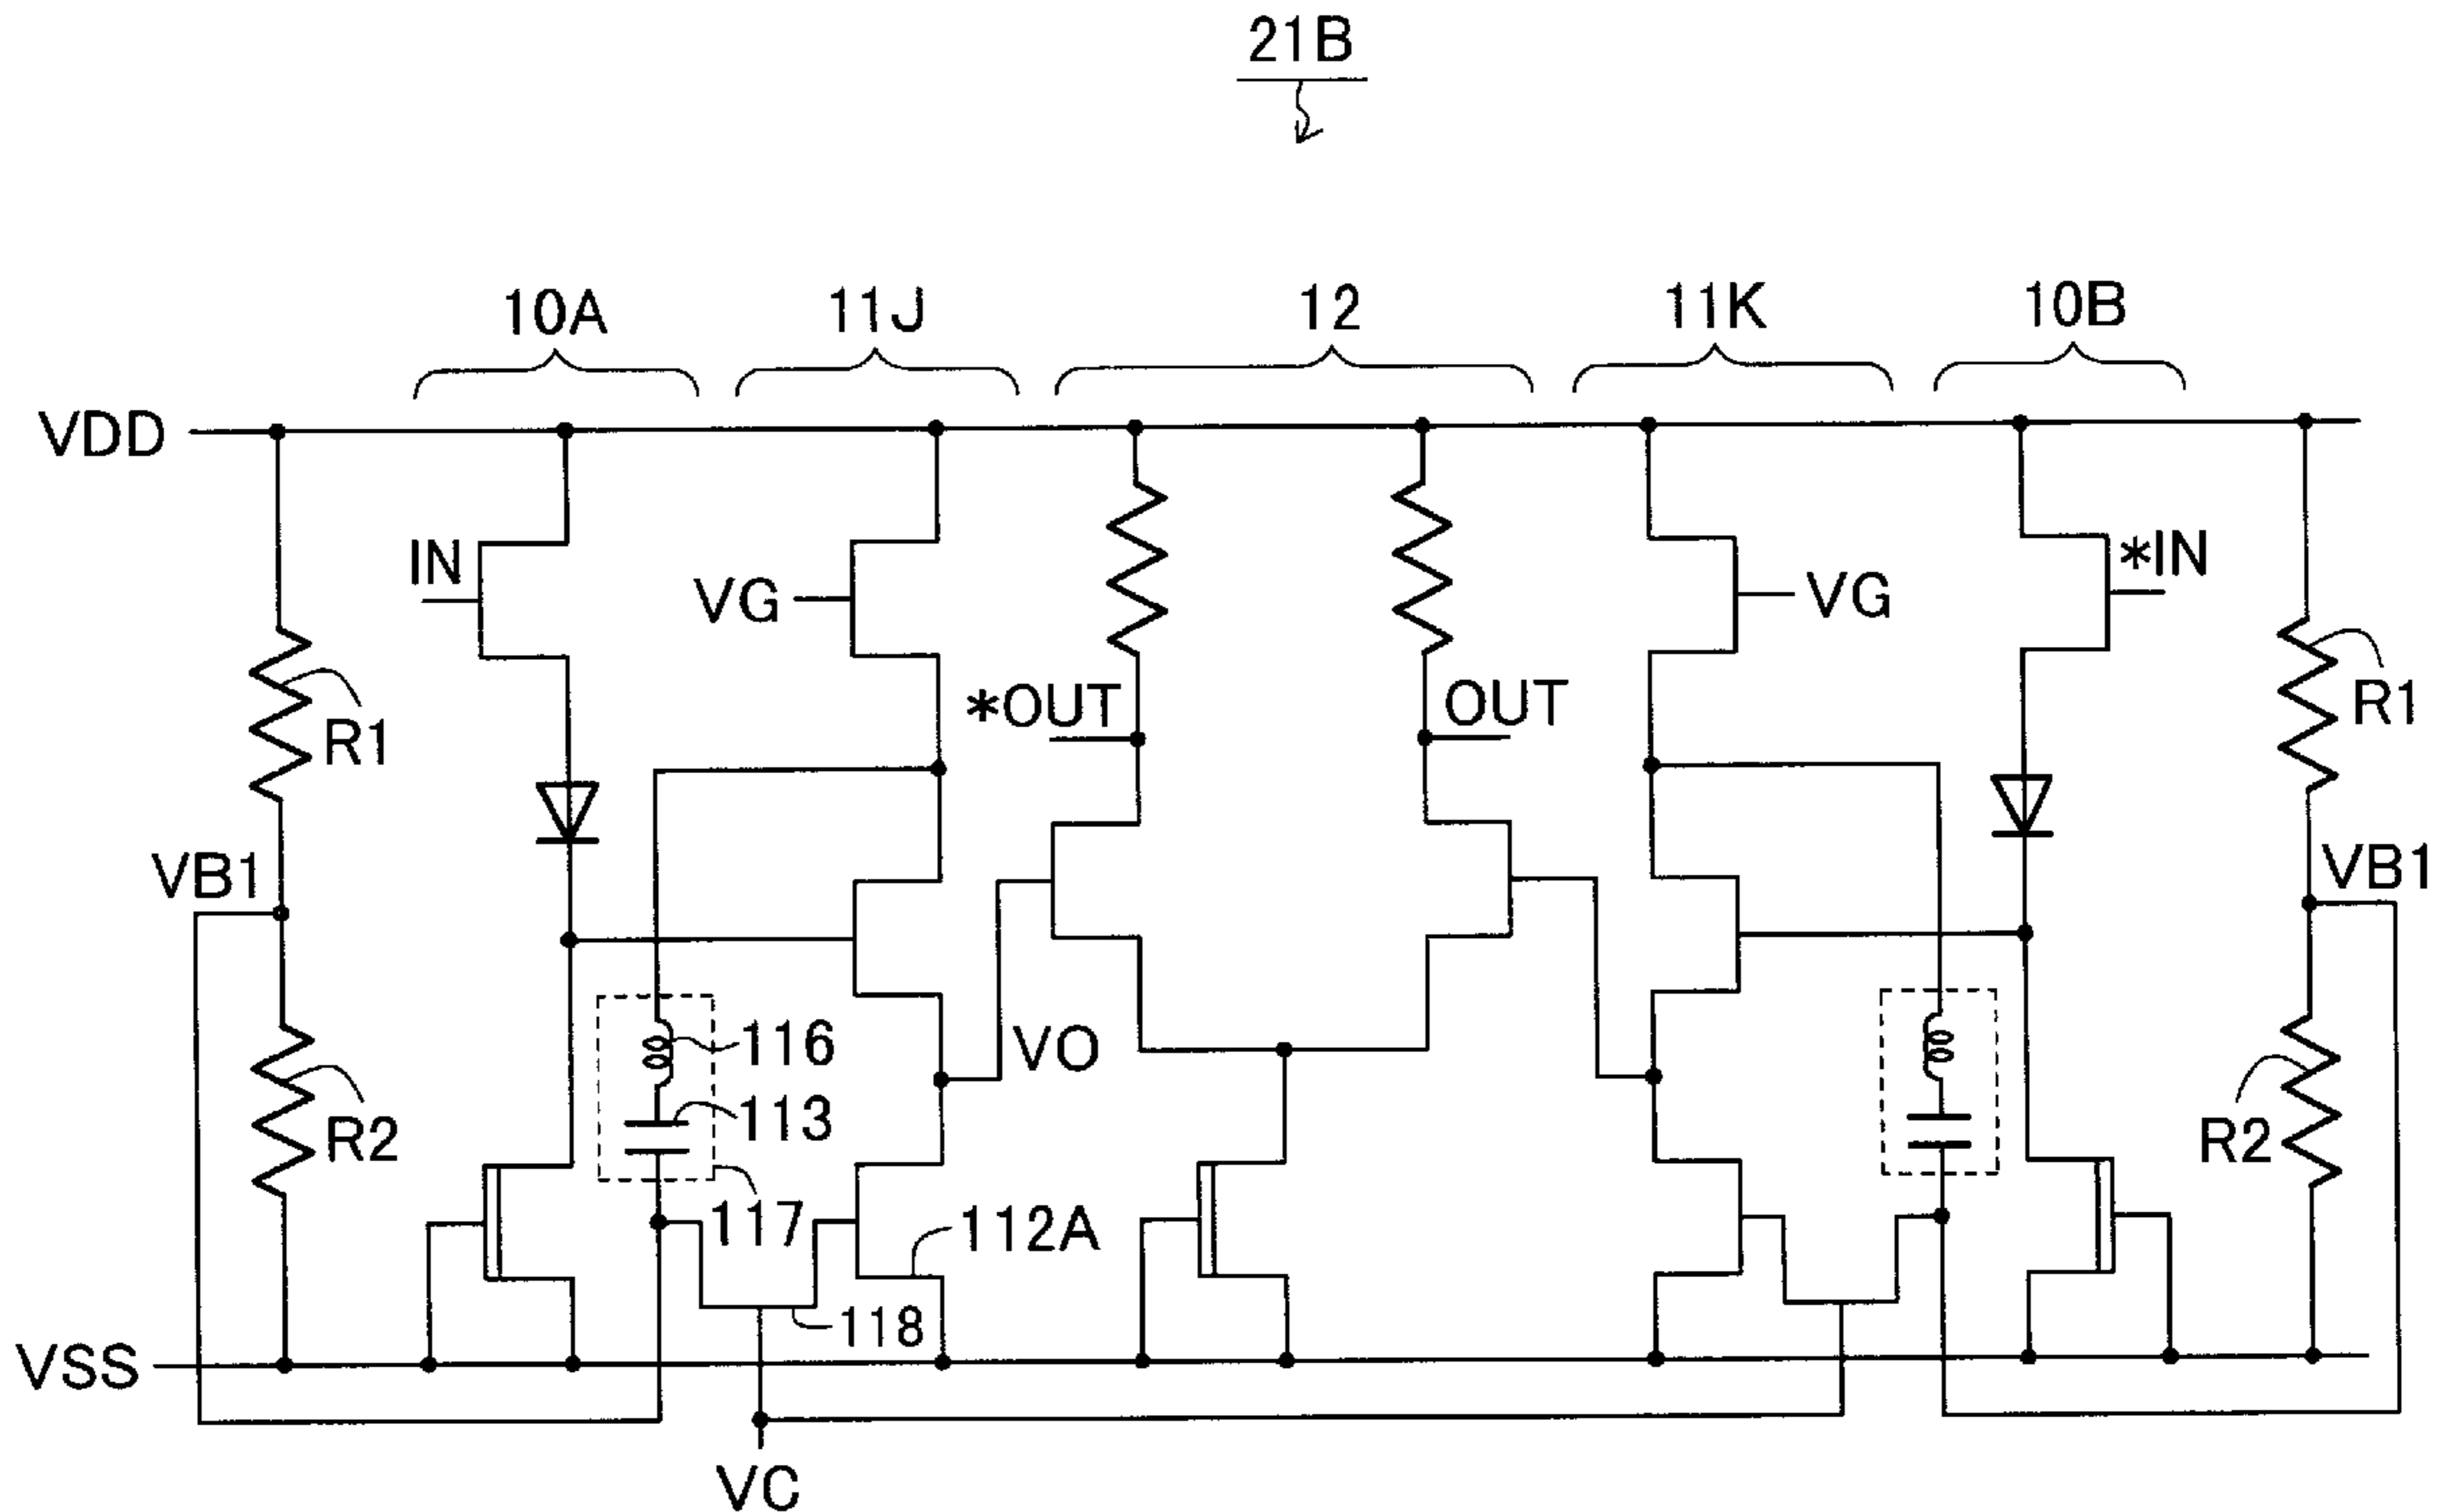 21B
10A 11J 12 11K 10B
VDD
IN VG VG *IN
*OUT OUT
R1 R1
VB1 VB1
116 VO
113
R2 R2
117 112A
118
VSS
VC